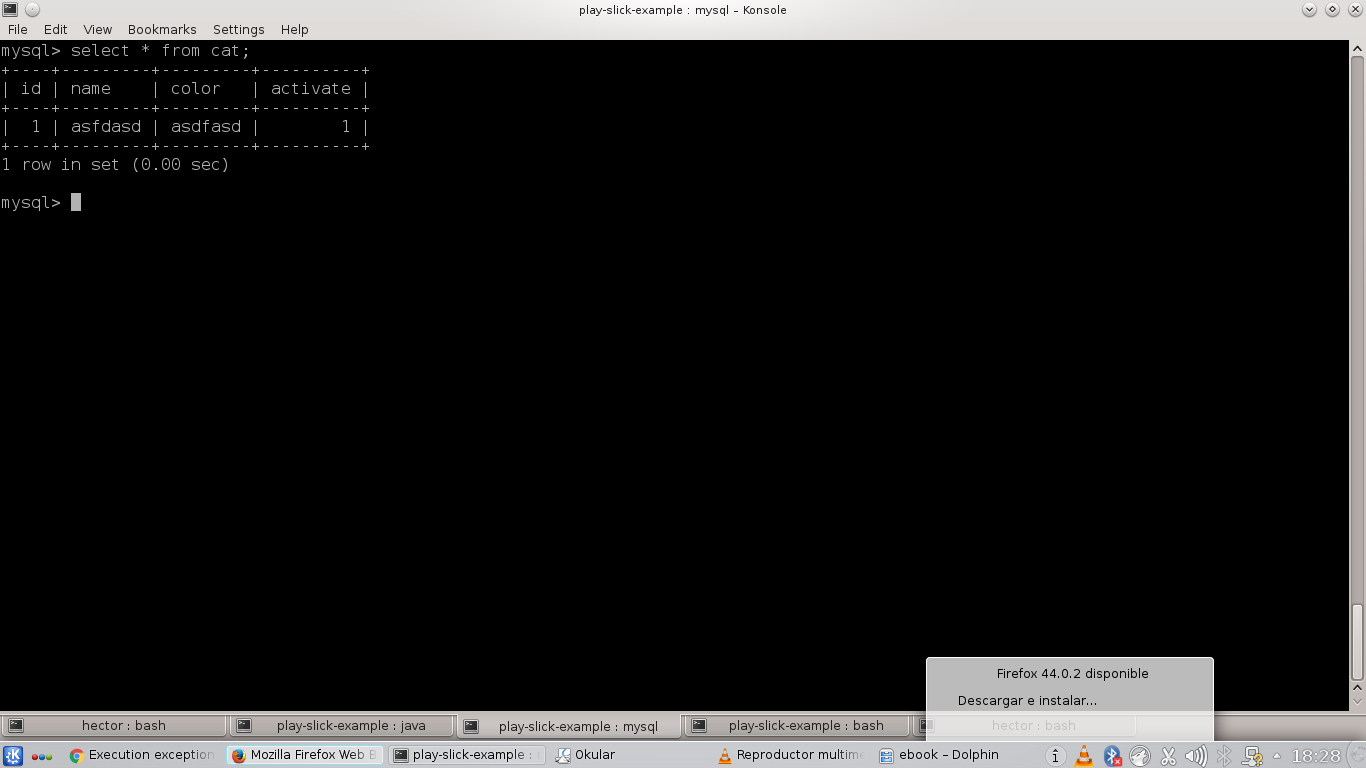 play-slick-example : mysql – Konsole
File Edit View Bookmarks Settings Help
mysql> select * from cat;
+----+---------+---------+----------+
| id | name    | color   | activate |
+----+---------+---------+----------+
|  1 | asfdasd | asdfasd |        1 |
+----+---------+---------+----------+
1 row in set (0.00 sec)
mysql>
Firefox 44.0.2 disponible
Descargar e instalar...
hector : bash play-slick-example : java play-slick-example : mysql play-slick-example : bash hector : bash
Execution exception Mozilla Firefox Web B play-slick-example : Okular Reproductor multim ebook – Dolphin 18:28